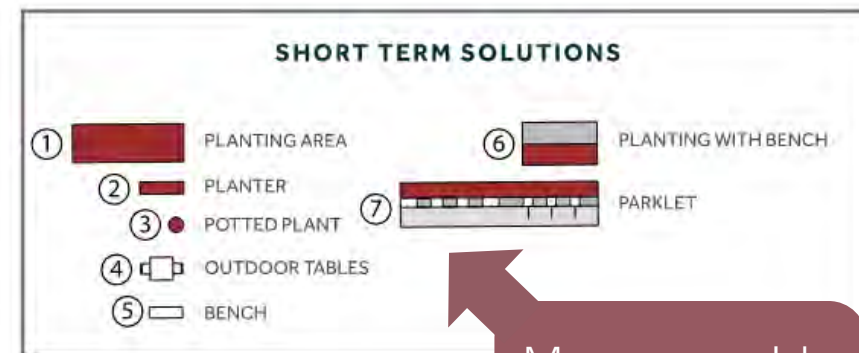 SHORT TERM SOLUTIONS
1 PLANTING AREA
2 PLANTER
3 POTTED PLANT
4 OUTDOOR TABLES
5 BENCH
6 PLANTING WITH BENCH
7 PARKLET